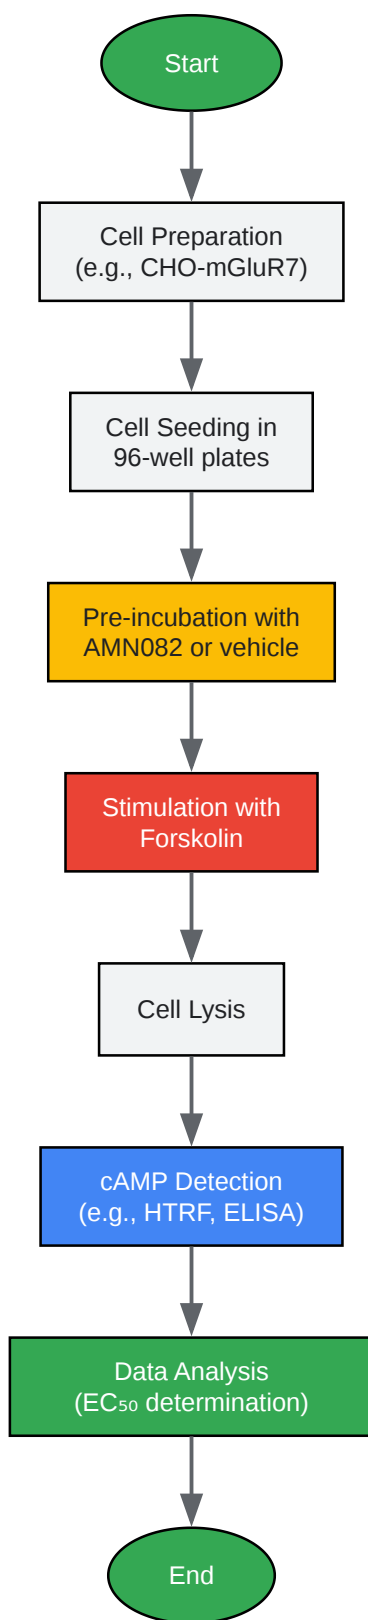 Start
Cell Preparation
(e.g., CHO-mGluR7)
Cell Seeding in
96-well plates
Pre-incubation with
AMN082 or vehicle
Stimulation with
Forskolin
Cell Lysis
cAMP Detection
(e.g., HTRF, ELISA)
Data Analysis
(EC₅₀ determination)
End